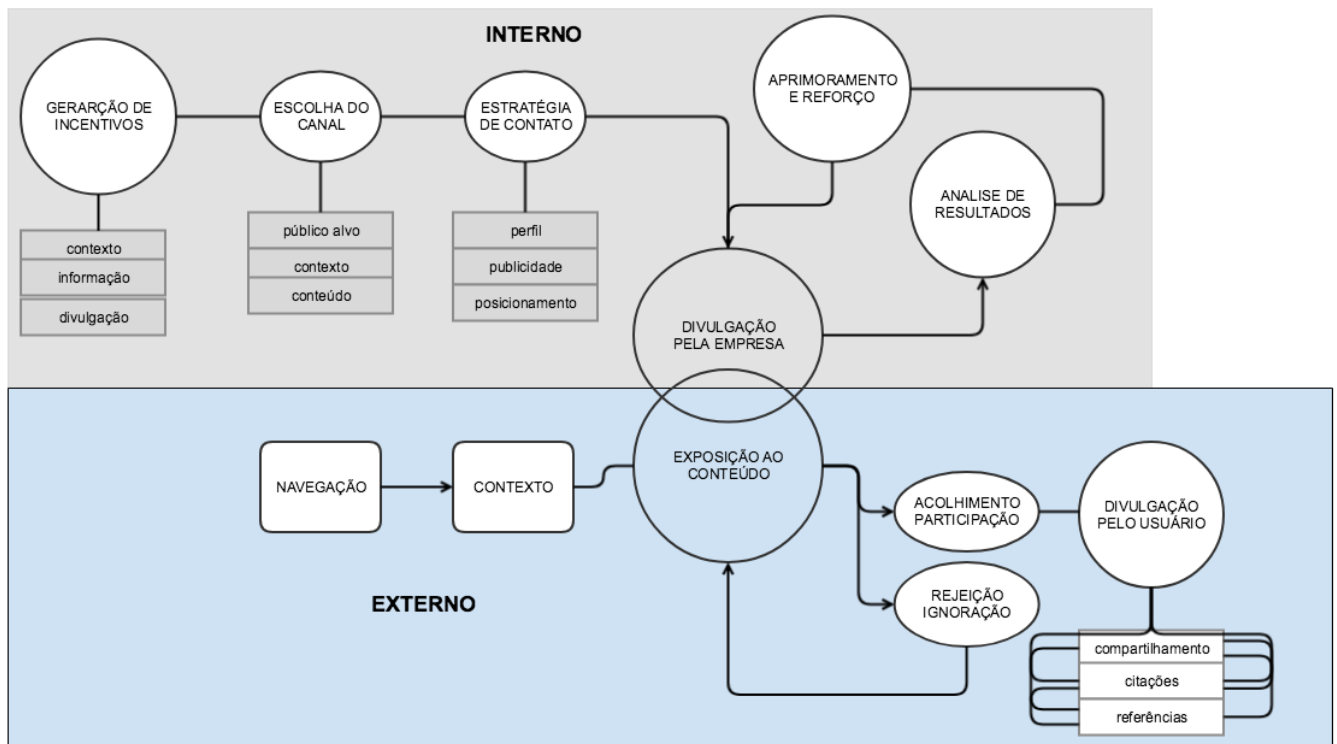 INTERNO
GERARÇÃO DE
INCENTIVOS
ESCOLHA DO
CANAL
ESTRATÉGIA
DE CONTATO
APRIMORAMENTO
E REFORÇO
ANALISE DE
RESULTADOS
contexto
informação
divulgação
público alvo
contexto
conteúdo
perfil
publicidade
posicionamento
DIVULGAÇÃO
PELA EMPRESA
EXTERNO
NAVEGAÇÃO
CONTEXTO
EXPOSIÇÃO AO
CONTEÚDO
ACOLHIMENTO
PARTICIPAÇÃO
DIVULGAÇÃO
PELO USUÁRIO
REJEIÇÃO
IGNORAÇÃO
compartilhamento
citações
referências